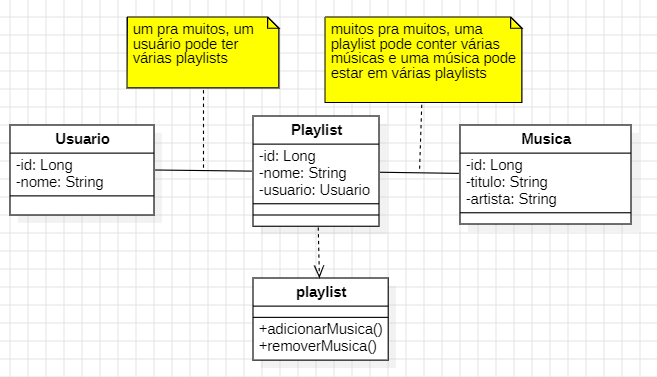 um pra muitos, um
usuário pode ter
várias playlists
muitos pra muitos, uma
playlist pode conter várias
músicas e uma música pode
estar em várias playlists
Usuario
-id: Long
-nome: String
Playlist
-id: Long
-nome: String
-usuario: Usuario
Musica
-id: Long
-titulo: String
-artista: String
playlist
+adicionarMusica()
+removerMusica()